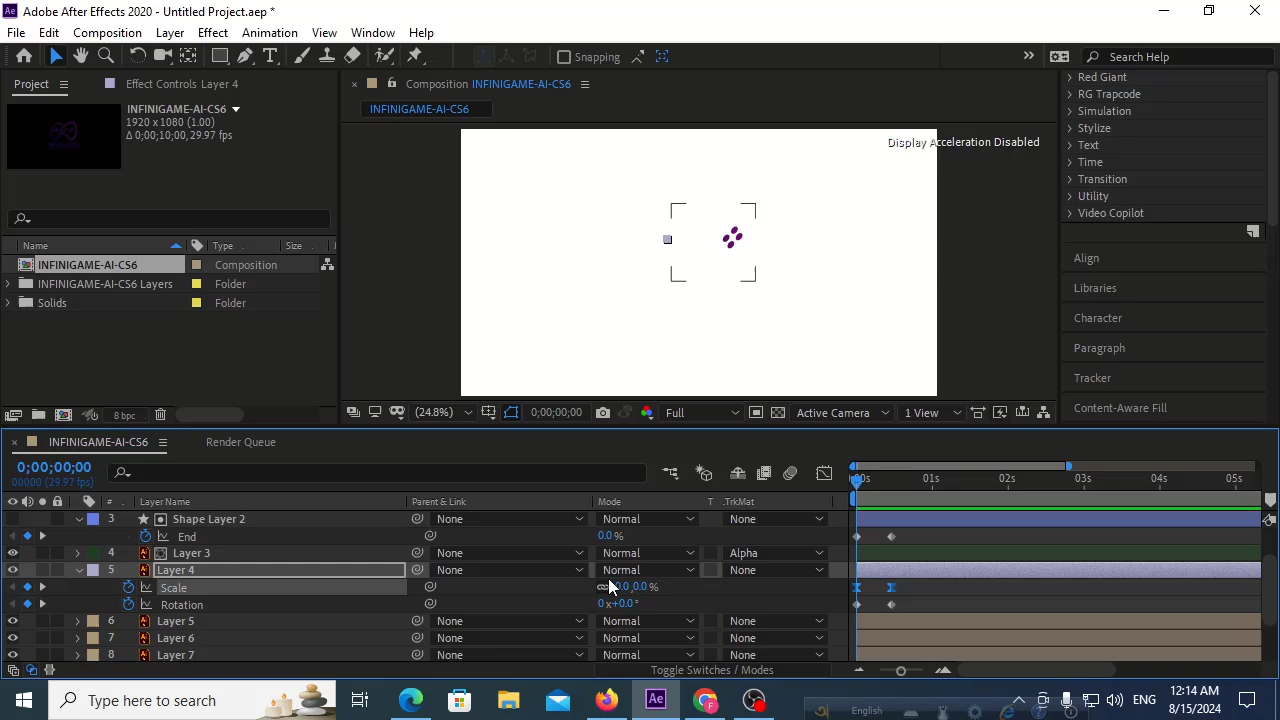 Adobe After Effects 2020 - Untitled Project.aep *
File Edit Composition Layer Effect Animation View Window Help
Snapping
Search Help
Project
Effect Controls Layer 4
Composition INFINIGAME-AI-CS6
INFINIGAME-AI-CS6
INFINIGAME-AI-CS6
1920 x 1080 (1.00)
Δ 0;00;10;00, 29.97 fps
Display Acceleration Disabled
Name Type Size
INFINIGAME-AI-CS6 Composition
INFINIGAME-AI-CS6 Layers Folder
Solids Folder
8 bpc
(24.8%) 0;00;00;00 Full Active Camera 1 View
Red Giant
RG Trapcode
Simulation
Stylize
Text
Time
Transition
Utility
Video Copilot
Align
Libraries
Character
Paragraph
Tracker
Content-Aware Fill
INFINIGAME-AI-CS6 Render Queue
0;00;00;00
00000 (29.97 fps)
01s 02s 03s 04s 05s
# Layer Name Parent & Link Mode T .TrkMat
3 Shape Layer 2 None Normal None
End 0.0 %
4 Layer 3 None Normal Alpha
5 Layer 4 None Normal None
Scale 0.0,0.0 %
Rotation 0 x+0.0 °
6 Layer 5 None Normal None
7 Layer 6 None Normal None
8 Layer 7 None Normal None
Toggle Switches / Modes
Type here to search
Ae
ENG
12:14 AM
8/15/2024
English